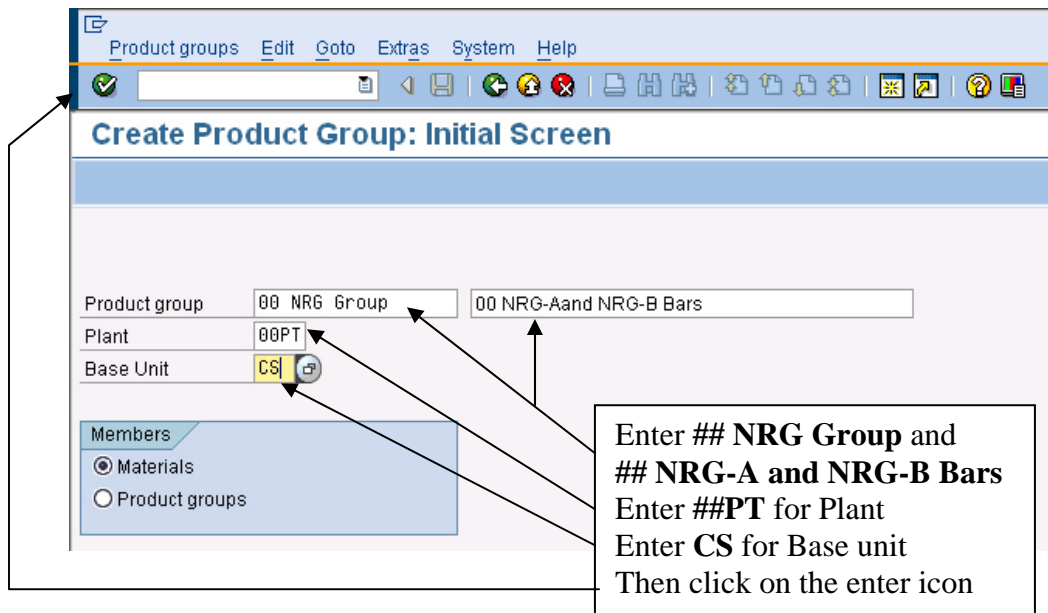 Product groups Edit Goto Extras System Help
Create Product Group: Initial Screen
Product group 00 NRG Group 00 NRG-Aand NRG-B Bars
Plant 00PT
Base Unit CS
Members
Materials
Product groups
Enter ## NRG Group and
## NRG-A and NRG-B Bars
Enter ##PT for Plant
Enter CS for Base unit
Then click on the enter icon